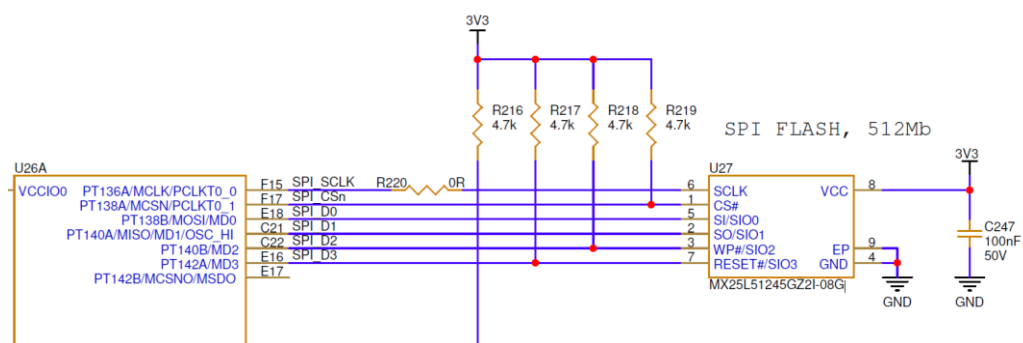 3V3
R216 R217 R218 R219
4.7k 4.7k 4.7k 4.7k
SPI FLASH, 512Mb
U26A
U27
3V3
VCCIO0 PT136A/MCLK/PCLKT0_0 F15 SPI_SCLK R220 0R 6 SCLK VCC 8
PT138A/MCSN/PCLKT0_1 F17 SPI_CSn 1 CS#
PT138B/MOSI/MD0 E18 SPI_D0 5 SI/SIO0
PT140A/MISO/MD1/OSC_HI C21 SPI_D1 2 SO/SIO1
PT140B/MD2 C22 SPI_D2 3 WP#/SIO2 EP 9
PT142A/MD3 E16 SPI_D3 7 RESET#/SIO3 GND 4
PT142B/MCSNO/MSDO E17
C247
100nF
50V
MX25L51245GZ2I-08G
GND GND